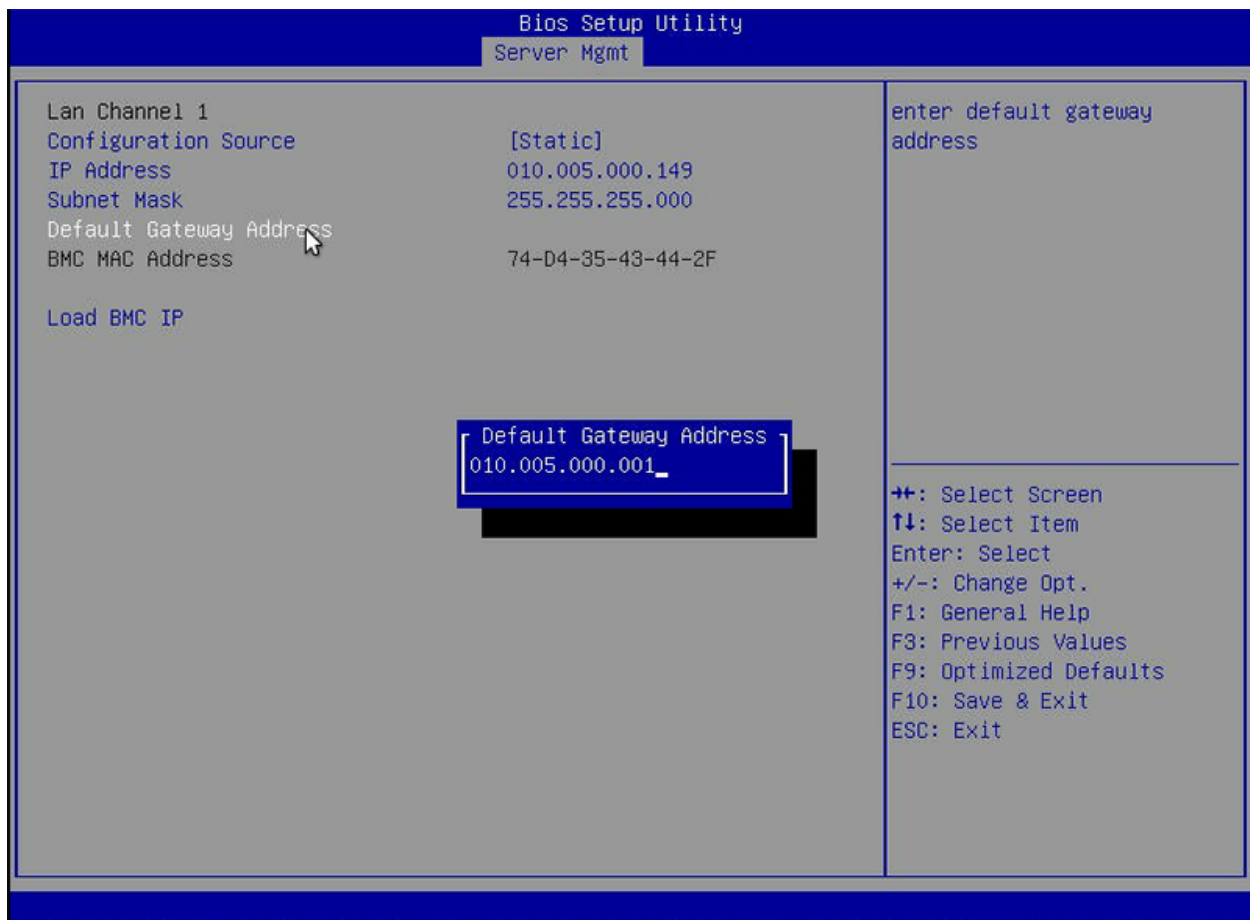 Bios Setup Utility
Server Mgmt
Lan Channel 1
Configuration Source [Static]
IP Address 010.005.000.149
Subnet Mask 255.255.255.000
Default Gateway Address
BMC MAC Address 74-D4-35-43-44-2F
Load BMC IP
Default Gateway Address
010.005.000.001_
enter default gateway
address
→←: Select Screen
↑↓: Select Item
Enter: Select
+/-: Change Opt.
F1: General Help
F3: Previous Values
F9: Optimized Defaults
F10: Save & Exit
ESC: Exit